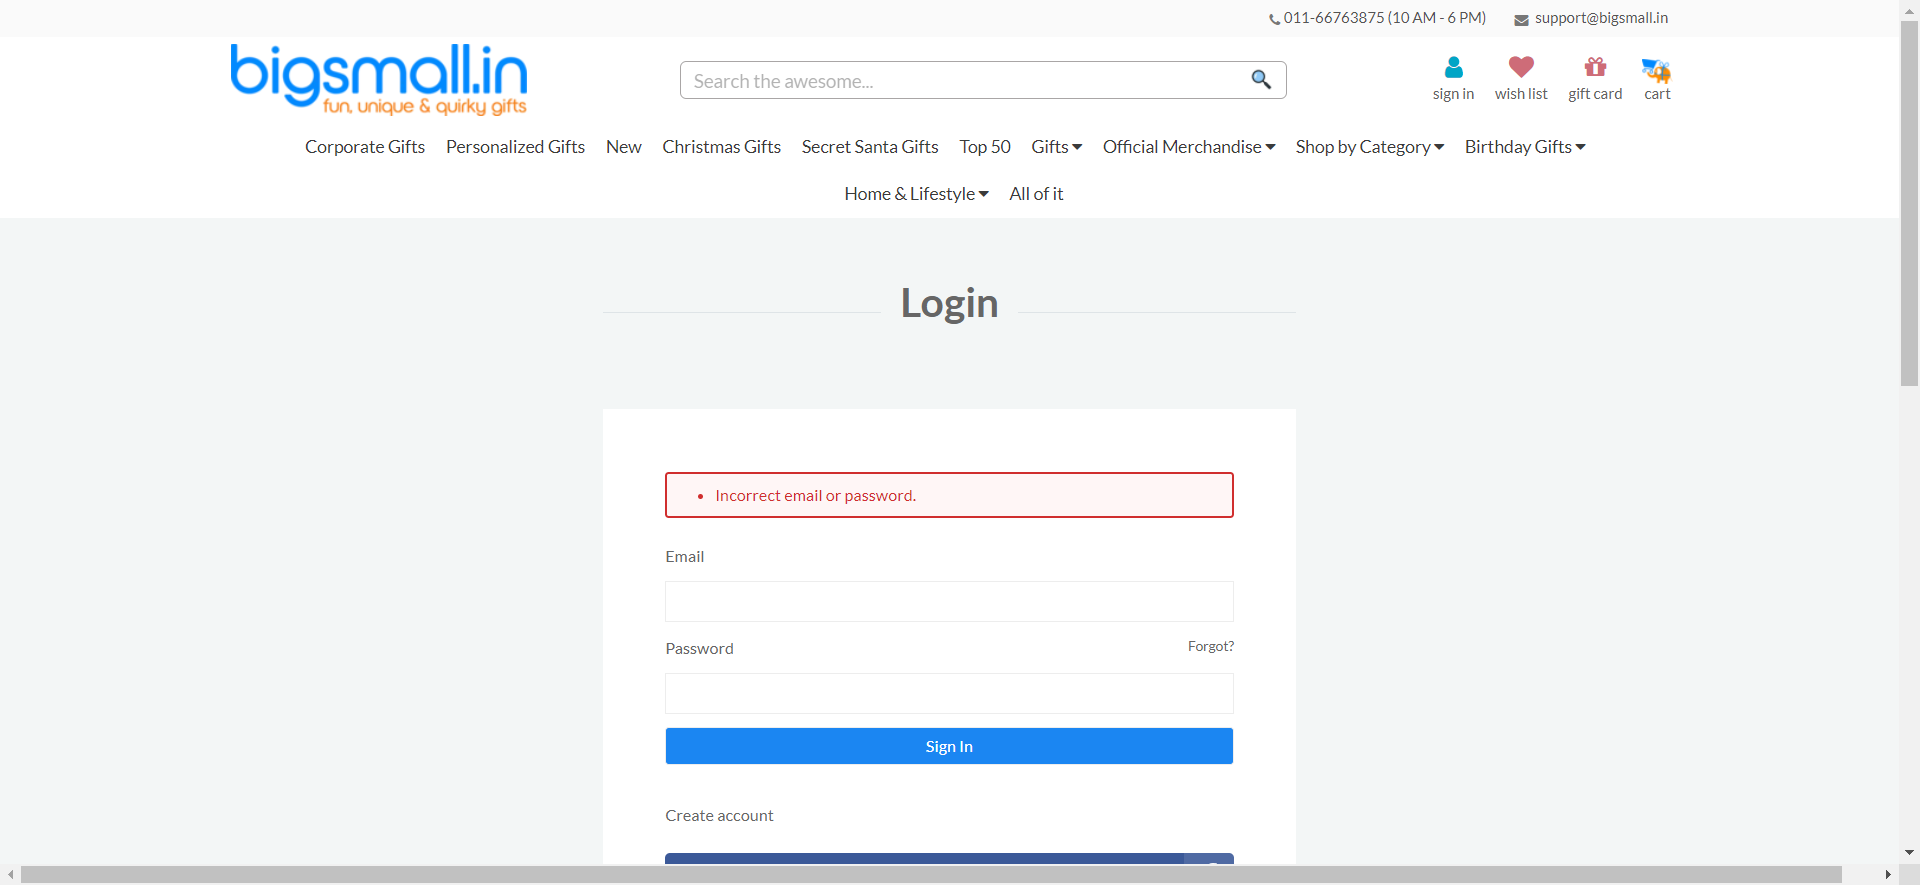 011-66763875 (10 AM - 6 PM) support@bigsmall.in
bigsmall.in
fun, unique & quirky gifts
Search the awesome...
sign in wish list gift card cart
Corporate Gifts Personalized Gifts New Christmas Gifts Secret Santa Gifts Top 50 Gifts Official Merchandise Shop by Category Birthday Gifts
Home & Lifestyle All of it
Login
Incorrect email or password.
Email
Password Forgot?
Sign In
Create account